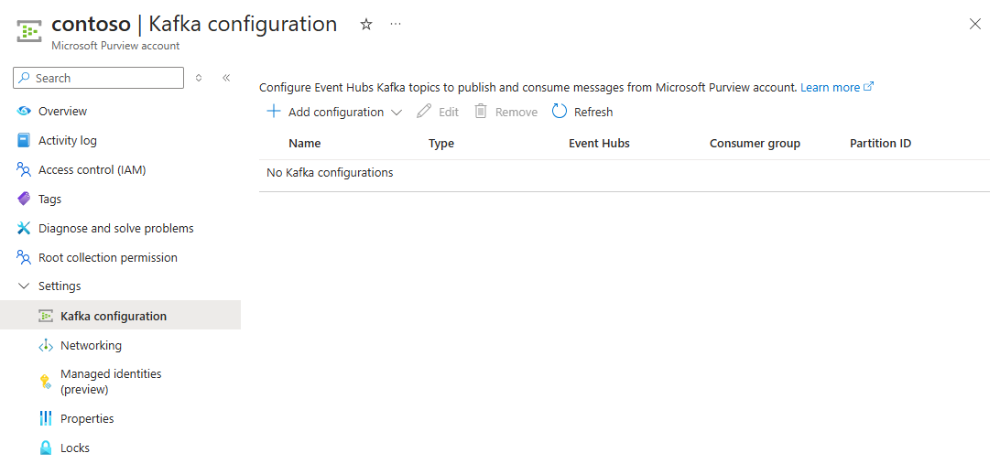 contoso | Kafka configuration
Microsoft Purview account
Search
Overview
Activity log
Access control (IAM)
Tags
Diagnose and solve problems
Root collection permission
Settings
Kafka configuration
Networking
Managed identities
(preview)
Properties
Locks
Configure Event Hubs Kafka topics to publish and consume messages from Microsoft Purview account. Learn more
Add configuration Edit Remove Refresh
Name Type Event Hubs Consumer group Partition ID
No Kafka configurations